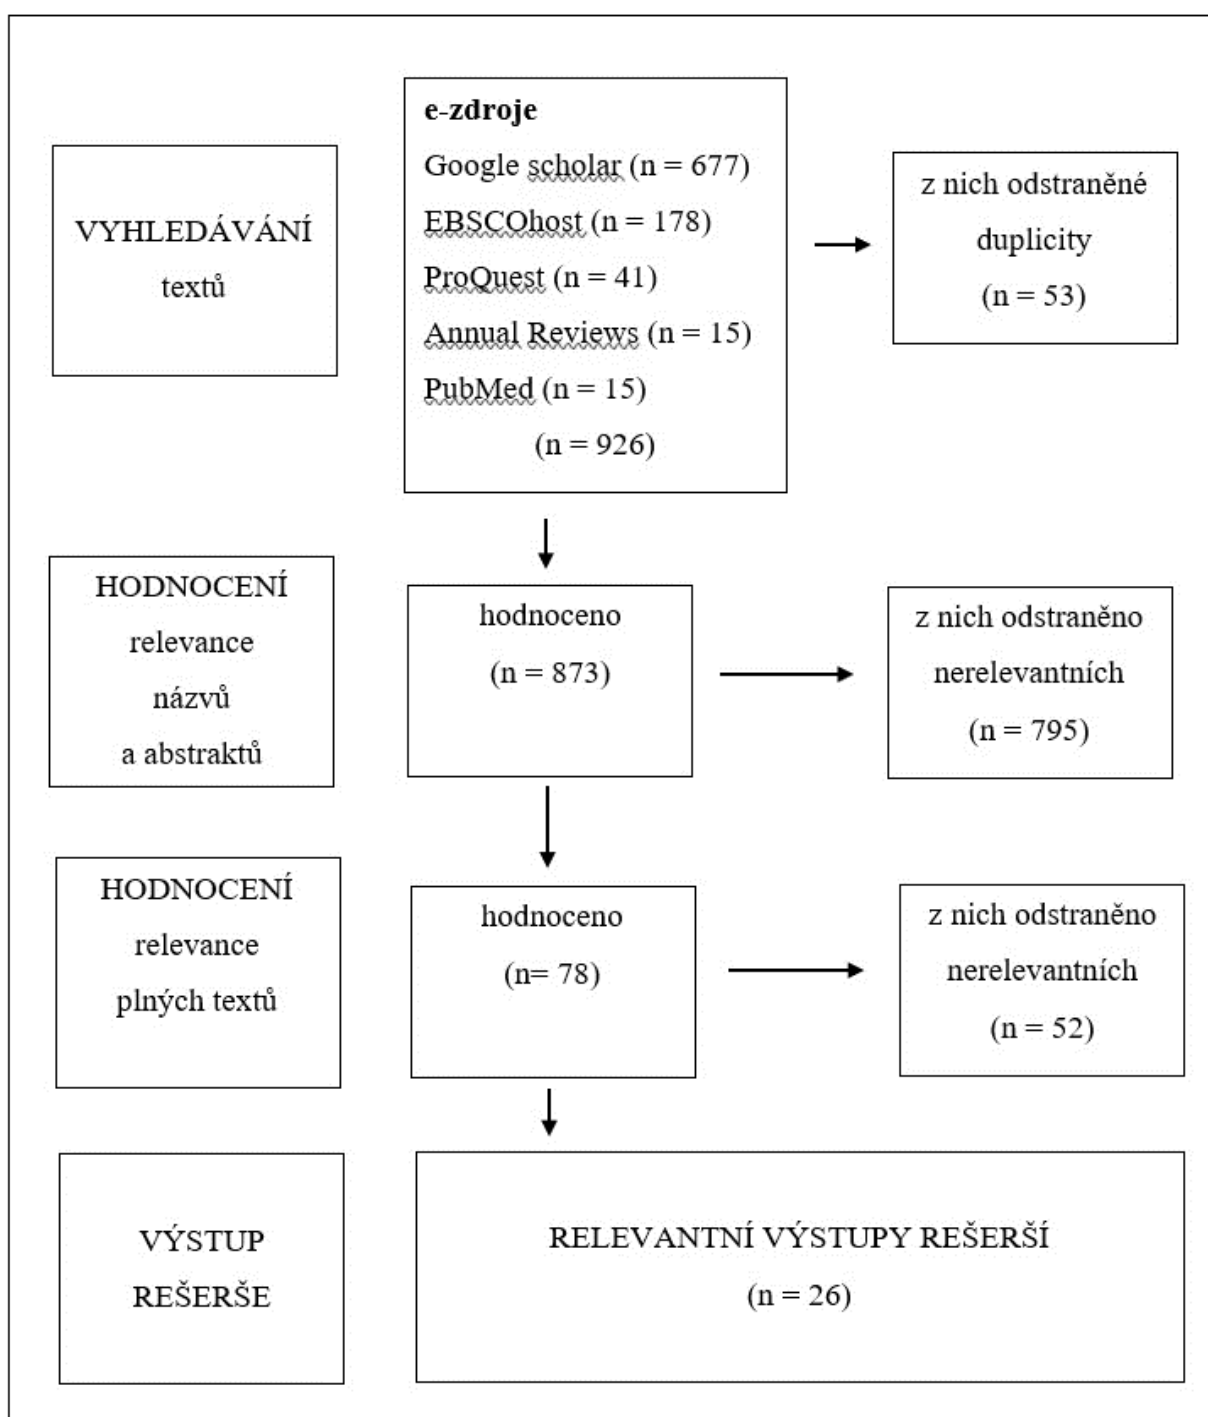 VYHLEDÁVÁNÍ
textů
e-zdroje
Google scholar (n = 677)
EBSCOhost (n = 178)
ProQuest (n = 41)
Annual Reviews (n = 15)
PubMed (n = 15)
(n = 926)
z nich odstraněné
duplicity
(n = 53)
HODNOCENÍ
relevance
názvů
a abstraktů
hodnoceno
(n = 873)
z nich odstraněno
nerelevantních
(n = 795)
HODNOCENÍ
relevance
plných textů
hodnoceno
(n= 78)
z nich odstraněno
nerelevantních
(n = 52)
VÝSTUP
REŠERŠE
RELEVANTNÍ VÝSTUPY REŠERŠÍ
(n = 26)